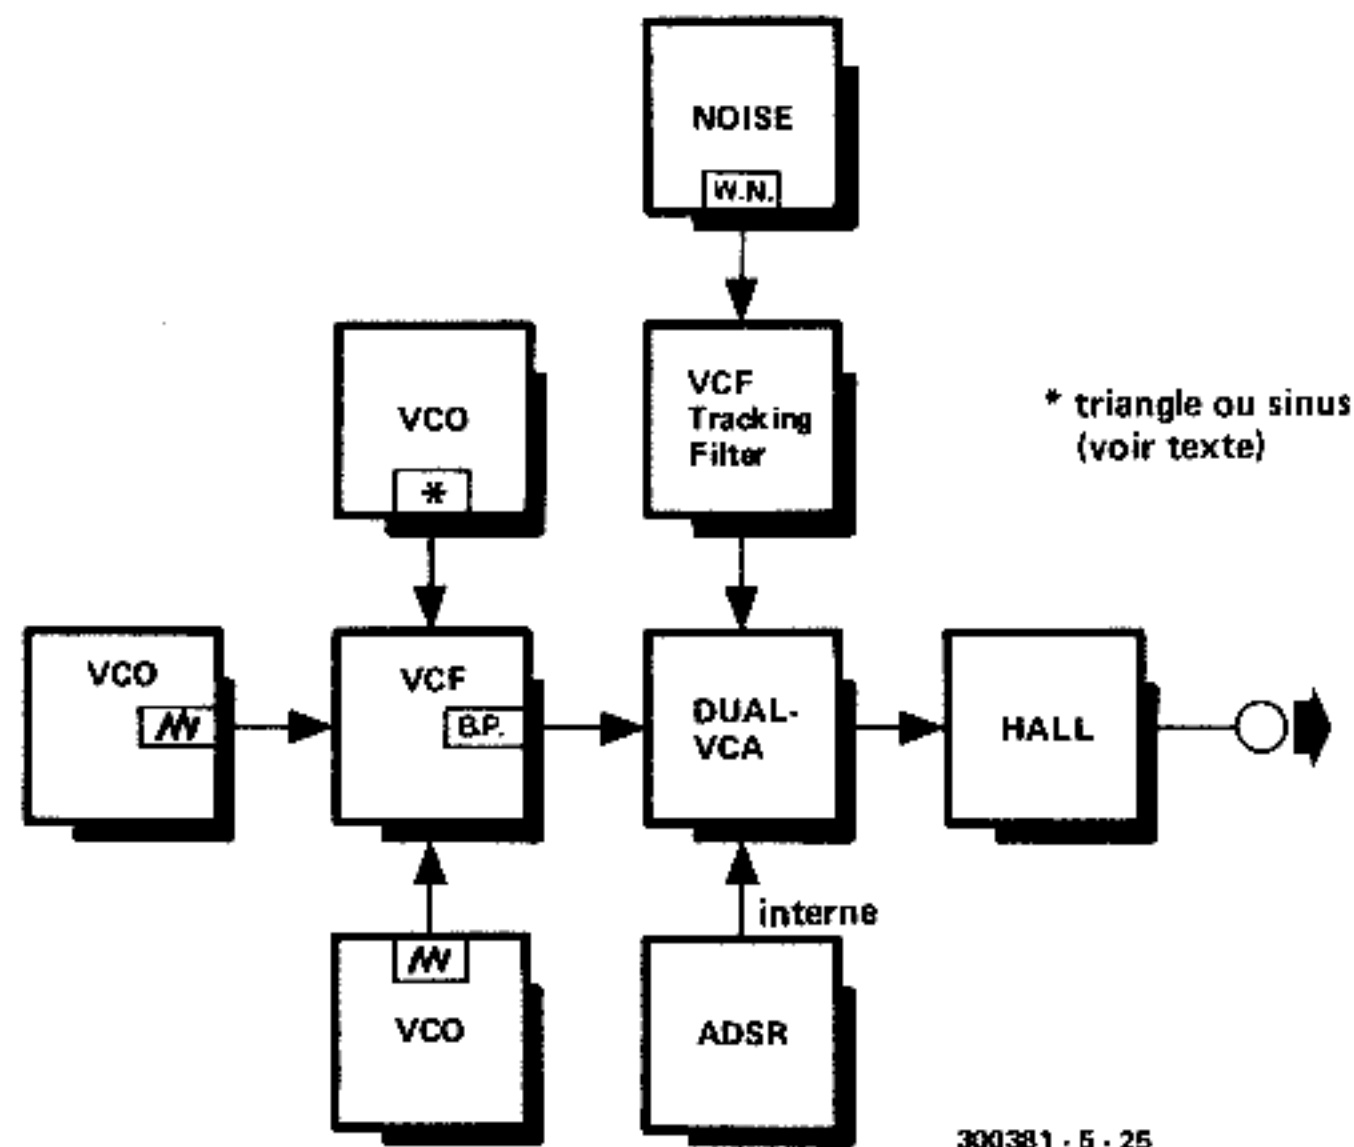 NOISE
W.N.
VCO
*
VCF
Tracking
Filter
* triangle ou sinus
(voir texte)
VCO
VCF
B.P.
DUAL-
VCA
HALL
interne
VCO
ADSR
300381 - 5 - 25